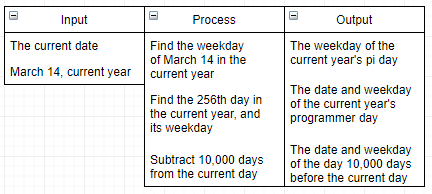 Input
The current date
March 14, current year
Process
Find the weekday
of March 14 in the
current year
Find the 256th day in
the current year, and
its weekday
Subtract 10,000 days
from the current day
Output
The weekday of the
current year's pi day
The date and weekday
of the current year's
programmer day
The date and weekday
of the day 10,000 days
before the current day